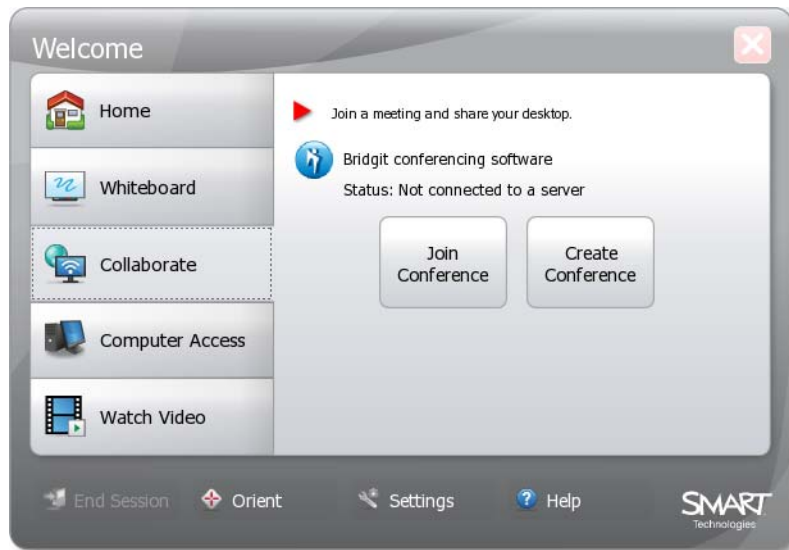 Welcome
Home
Whiteboard
Collaborate
Computer Access
Watch Video
Join a meeting and share your desktop.
Bridgit conferencing software
Status: Not connected to a server
Join
Conference
Create
Conference
End Session
Orient
Settings
Help
SMART
Technologies